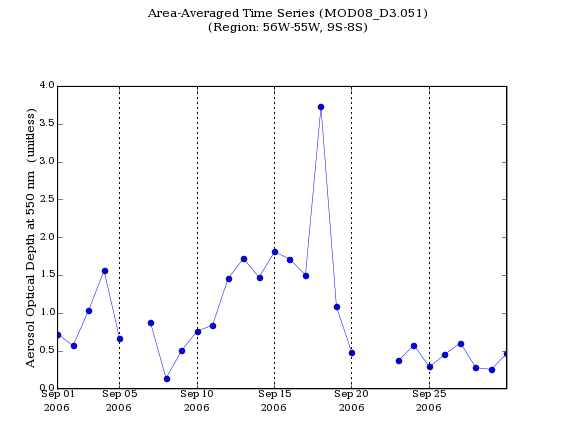 Area-Averaged Time Series (MOD08_D3.051)
(Region: 56W-55W, 9S-8S)
Aerosol Optical Depth at 550 nm (unitless)
4.0
3.5
3.0
2.5
2.0
1.5
1.0
0.5
0.0
Sep 01 Sep 05 Sep 10 Sep 15 Sep 20 Sep 25
2006 2006 2006 2006 2006 2006